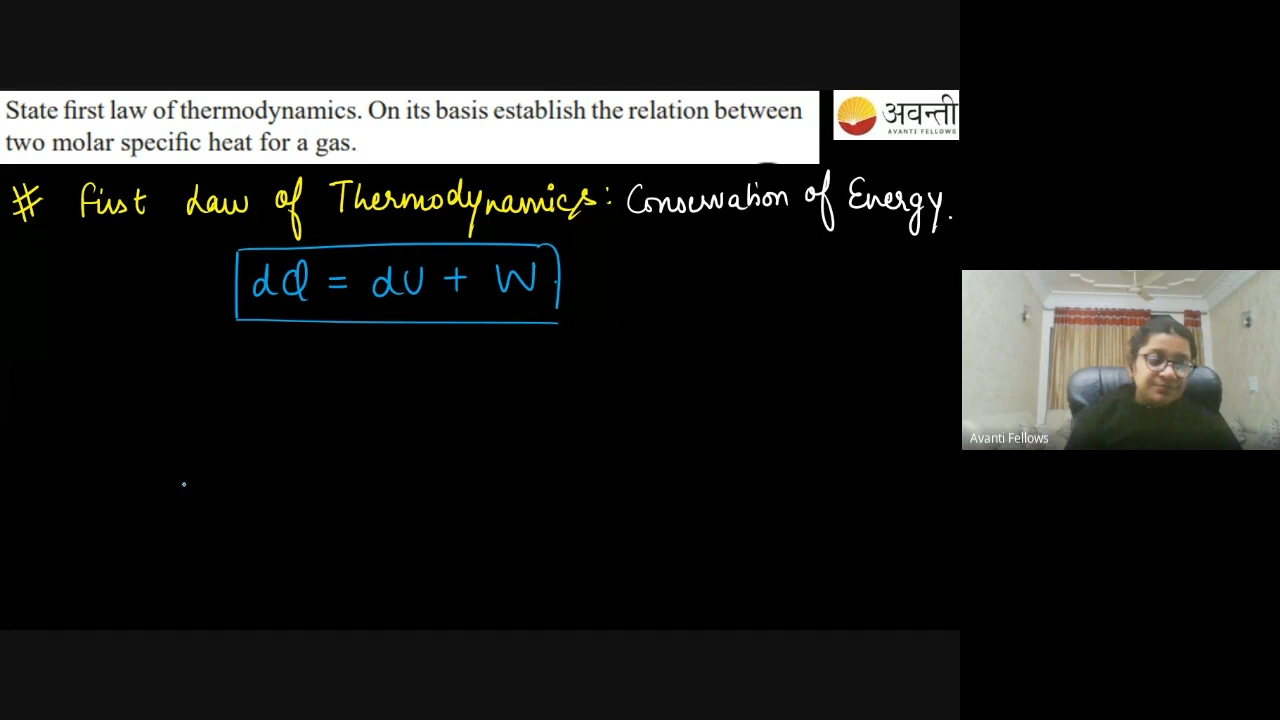 State first law of thermodynamics. On its basis establish the relation between
two molar specific heat for a gas.
अवन्ती
AVANTI FELLOWS
# First Law of Thermodynamics: Conservation of Energy.
dQ = dU + W
Avanti Fellows